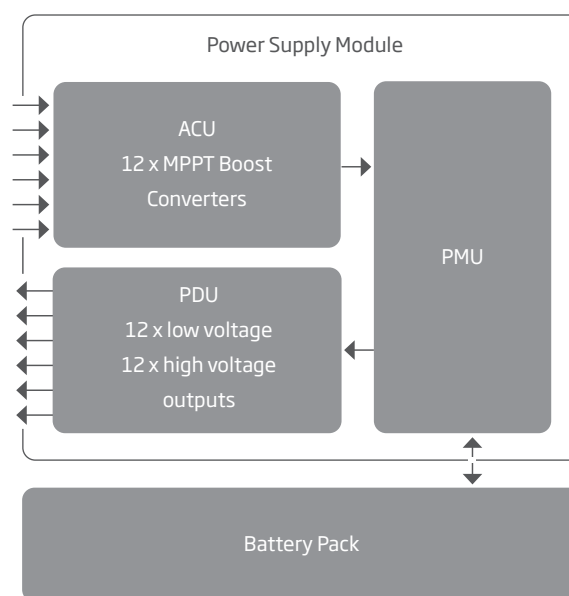 Power Supply Module
ACU
12 x MPPT Boost
Converters
PMU
PDU
12 x low voltage
12 x high voltage
outputs
Battery Pack